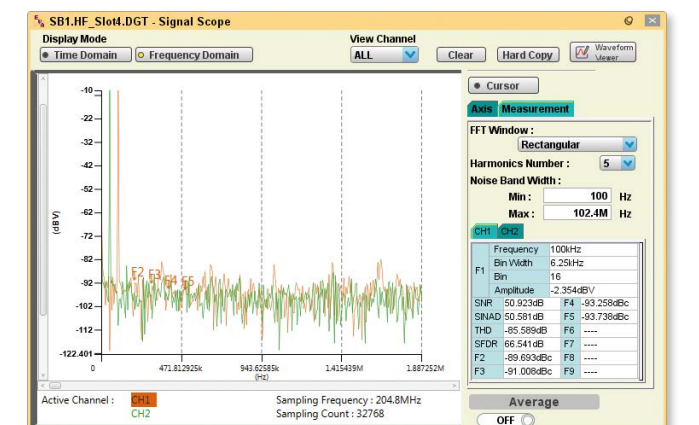 SB1.HF_Slot4.DGT - Signal Scope
Display Mode
Time Domain Frequency Domain
View Channel
ALL
Clear
Hard Copy
Waveform
Viewer
-10
-22
-32
-42
-52
-62
-72
-82
-92
-102
-112
-122.401
(dBV)
F2 F3 F4 F5
0 471.812925k 943.62585k 1.415439M 1.887252M
(Hz)
Active Channel : CH1
CH2
Sampling Frequency : 204.8MHz
Sampling Count : 32768
Cursor
Axis Measurement
FFT Window :
Rectangular
Harmonics Number : 5
Noise Band Width :
Min : 100 Hz
Max : 102.4M Hz
CH1 CH2
F1
Frequency 100kHz
Bin Width 6.25kHz
Bin 16
Amplitude -2.354dBV
SNR 50.923dB F4 -93.258dBc
SINAD 50.581dB F5 -93.738dBc
THD -85.589dB F6 ----
SFDR 66.541dB F7 ----
F2 -89.693dBc F8 ----
F3 -91.008dBc F9 ----
Average
OFF